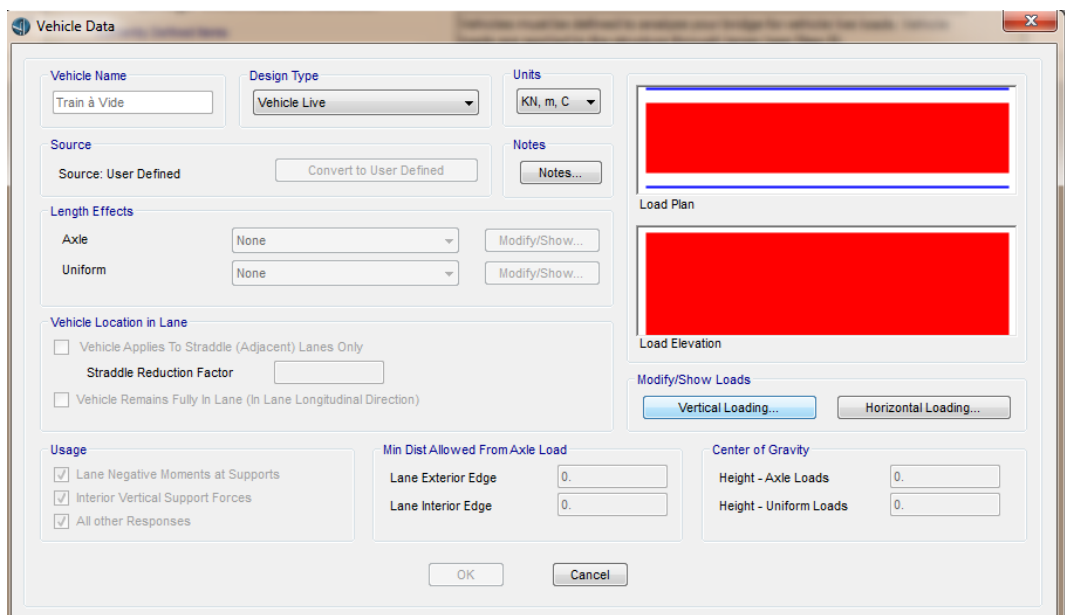 Vehicle Data
Vehicle Name
Train à Vide
Design Type
Vehicle Live
Units
KN, m, C
Source
Source: User Defined
Convert to User Defined
Notes
Notes...
Load Plan
Load Elevation
Length Effects
Axle
None
Modify/Show...
Uniform
None
Modify/Show...
Vehicle Location in Lane
Vehicle Applies To Straddle (Adjacent) Lanes Only
Straddle Reduction Factor
Vehicle Remains Fully In Lane (In Lane Longitudinal Direction)
Modify/Show Loads
Vertical Loading...
Horizontal Loading...
Usage
Lane Negative Moments at Supports
Interior Vertical Support Forces
All other Responses
Min Dist Allowed From Axle Load
Lane Exterior Edge
0.
Lane Interior Edge
0.
Center of Gravity
Height - Axle Loads
0.
Height - Uniform Loads
0.
OK
Cancel